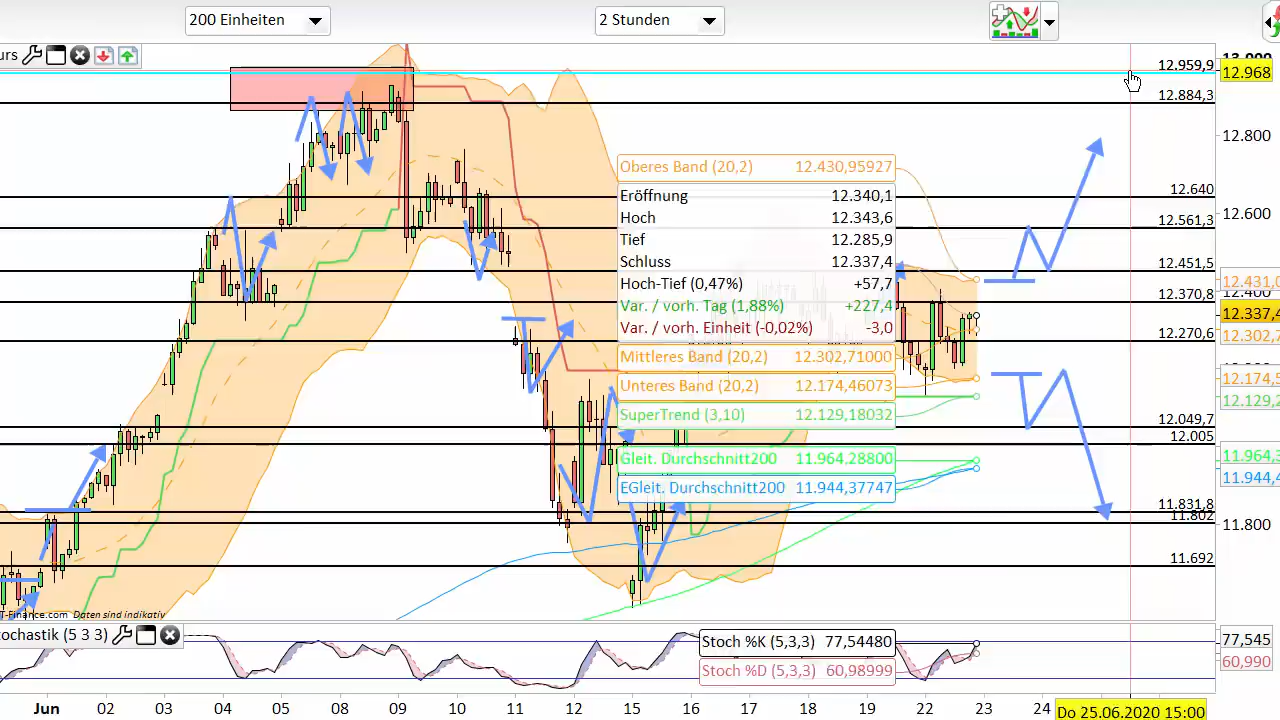 200 Einheiten
2 Stunden
urs
12.959,9
12.968
12.884,3
12.800
12.640
12.600
12.561,3
12.451,5
12.431,0
12.370,8
12.337,4
12.302,7
12.270,6
12.174,5
12.129,2
12.049,7
12.005
11.964,3
11.944,4
11.831,8
11.802
11.800
11.692
Oberes Band (20,2) 12.430,95927
Eröffnung 12.340,1
Hoch 12.343,6
Tief 12.285,9
Schluss 12.337,4
Hoch-Tief (0,47%) +57,7
Var. / vorh. Tag (1,88%) +227,4
Var. / vorh. Einheit (-0,02%) -3,0
Mittleres Band (20,2) 12.302,71000
Unteres Band (20,2) 12.174,46073
SuperTrend (3,10) 12.129,18032
Gleit. Durchschnitt200 11.964,28800
EGleit. Durchschnitt200 11.944,37747
T-Finance.com Daten sind indikativ
tochastik (5 3 3)
Stoch %K (5,3,3) 77,54480
77,545
Stoch %D (5,3,3) 60,98999
60,990
Jun 02 03 04 05 08 09 10 11 12 15 16 17 18 19 22 23 24
Do 25.06.2020 15:00